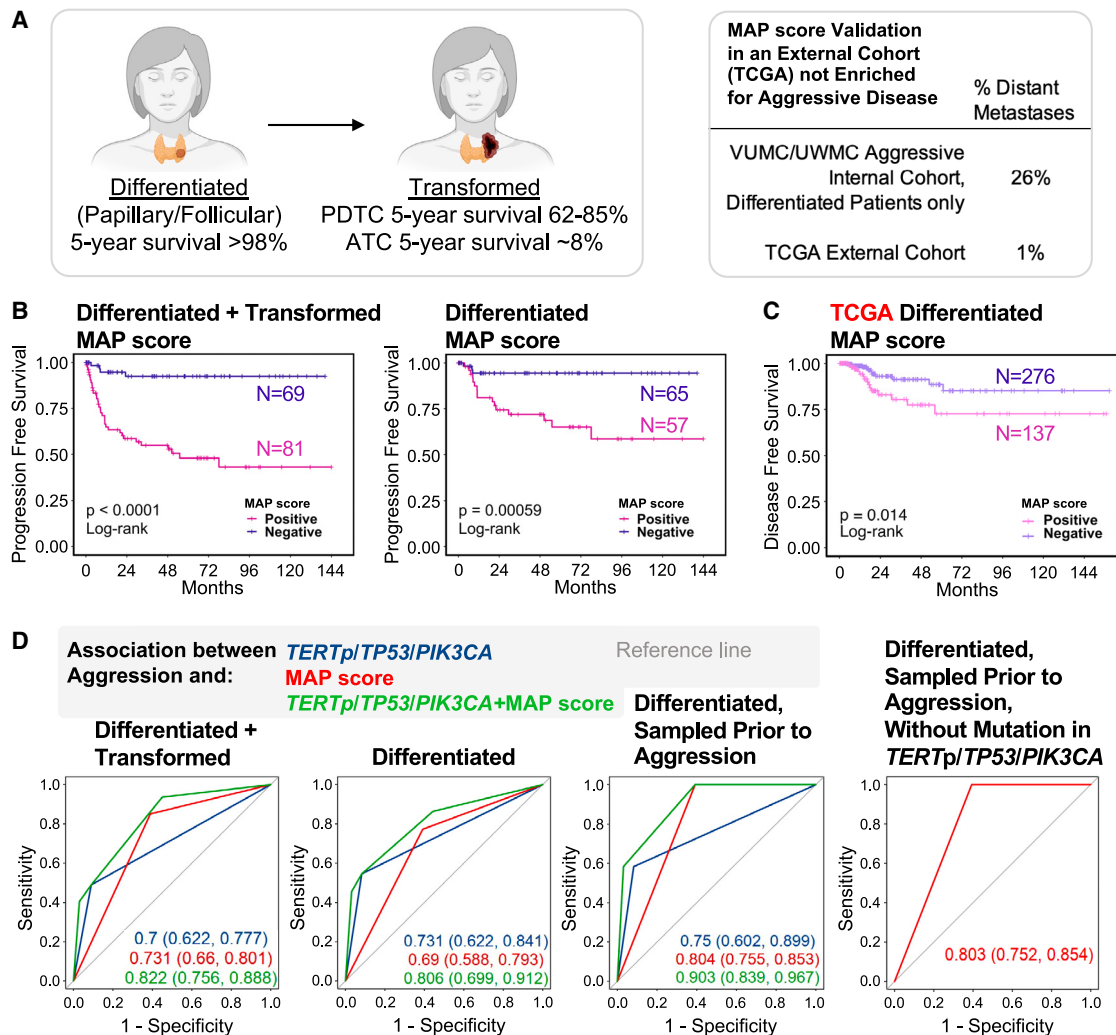 A
Differentiated
(Papillary/Follicular)
5-year survival >98%
Transformed
PDTC 5-year survival 62-85%
ATC 5-year survival ~8%
MAP score Validation
in an External Cohort
(TCGA) not Enriched
for Aggressive Disease
% Distant
Metastases
VUMC/UWMC Aggressive
Internal Cohort,
Differentiated Patients only
26%
TCGA External Cohort
1%
B
Differentiated + Transformed
MAP score
Progression Free Survival
1.00
0.75
0.50
0.25
0.00
N=69
N=81
p < 0.0001
Log-rank
MAP score
Positive
Negative
0 24 48 72 96 120 144
Months
Differentiated
MAP score
Progression Free Survival
1.00
0.75
0.50
0.25
0.00
N=65
N=57
p = 0.00059
Log-rank
MAP score
Positive
Negative
0 24 48 72 96 120 144
Months
C
TCGA Differentiated
MAP score
Disease Free Survival
1.00
0.75
0.50
0.25
0.00
N=276
N=137
p = 0.014
Log-rank
MAP score
Positive
Negative
0 24 48 72 96 120 144
Months
D
Association between
Aggression and:
TERTp/TP53/PIK3CA
MAP score
TERTp/TP53/PIK3CA+MAP score
Reference line
Differentiated +
Transformed
Sensitivity
1.0
0.8
0.6
0.4
0.2
0.0
0.7 (0.622, 0.777)
0.731 (0.66, 0.801)
0.822 (0.756, 0.888)
0.0 0.2 0.4 0.6 0.8 1.0
1 - Specificity
Differentiated
Sensitivity
1.0
0.8
0.6
0.4
0.2
0.0
0.731 (0.622, 0.841)
0.69 (0.588, 0.793)
0.806 (0.699, 0.912)
0.0 0.2 0.4 0.6 0.8 1.0
1 - Specificity
Differentiated,
Sampled Prior to
Aggression
Sensitivity
1.0
0.8
0.6
0.4
0.2
0.0
0.75 (0.602, 0.899)
0.804 (0.755, 0.853)
0.903 (0.839, 0.967)
0.0 0.2 0.4 0.6 0.8 1.0
1 - Specificity
Differentiated,
Sampled Prior to
Aggression,
Without Mutation in
TERTp/TP53/PIK3CA
Sensitivity
1.0
0.8
0.6
0.4
0.2
0.0
0.803 (0.752, 0.854)
0.0 0.2 0.4 0.6 0.8 1.0
1 - Specificity